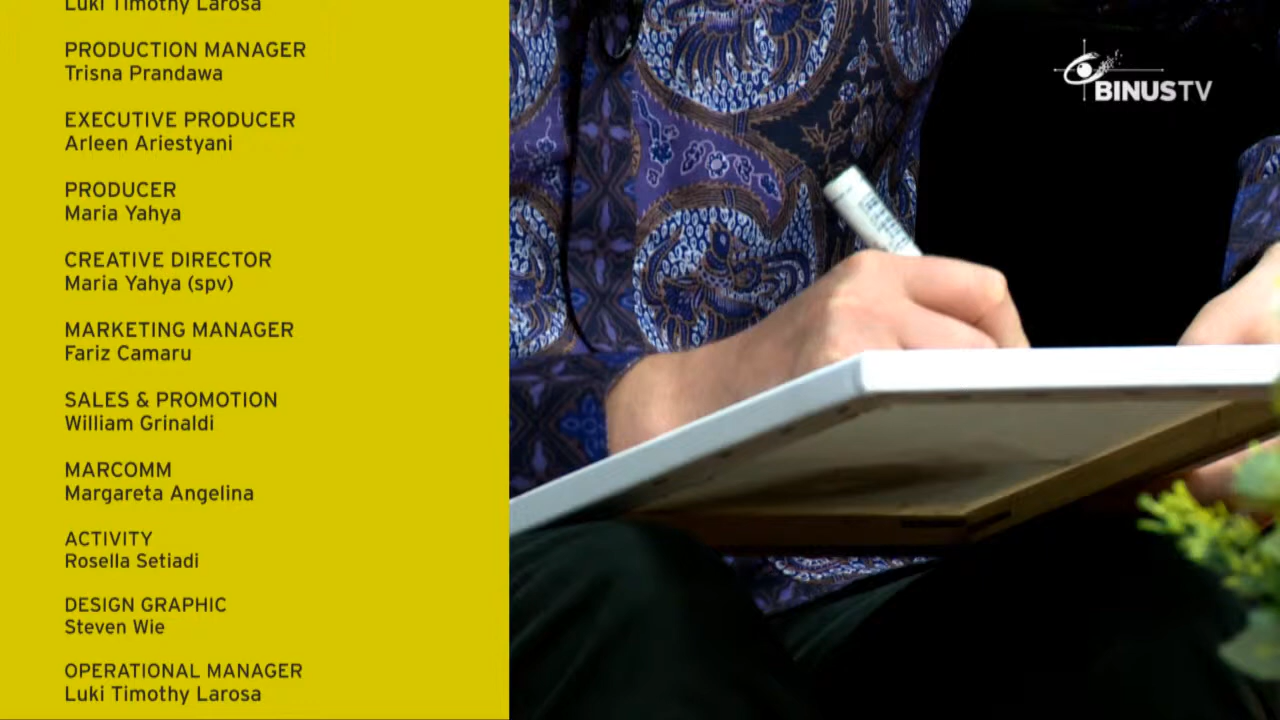 Luki Timothy Larosa
PRODUCTION MANAGER
Trisna Prandawa
EXECUTIVE PRODUCER
Arleen Ariestyani
PRODUCER
Maria Yahya
CREATIVE DIRECTOR
Maria Yahya (spv)
MARKETING MANAGER
Fariz Camaru
SALES & PROMOTION
William Grinaldi
MARCOMM
Margareta Angelina
ACTIVITY
Rosella Setiadi
DESIGN GRAPHIC
Steven Wie
OPERATIONAL MANAGER
Luki Timothy Larosa
BINUSTV